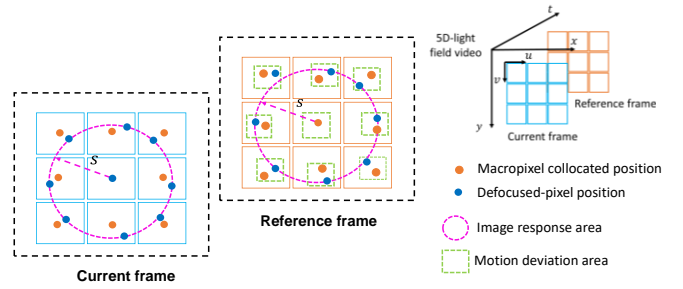 t
5D-light
field video
x
u
v
Reference frame
y
Current frame
S
S
Macropixel collocated position
Defocused-pixel position
Image response area
Motion deviation area
Reference frame
Current frame